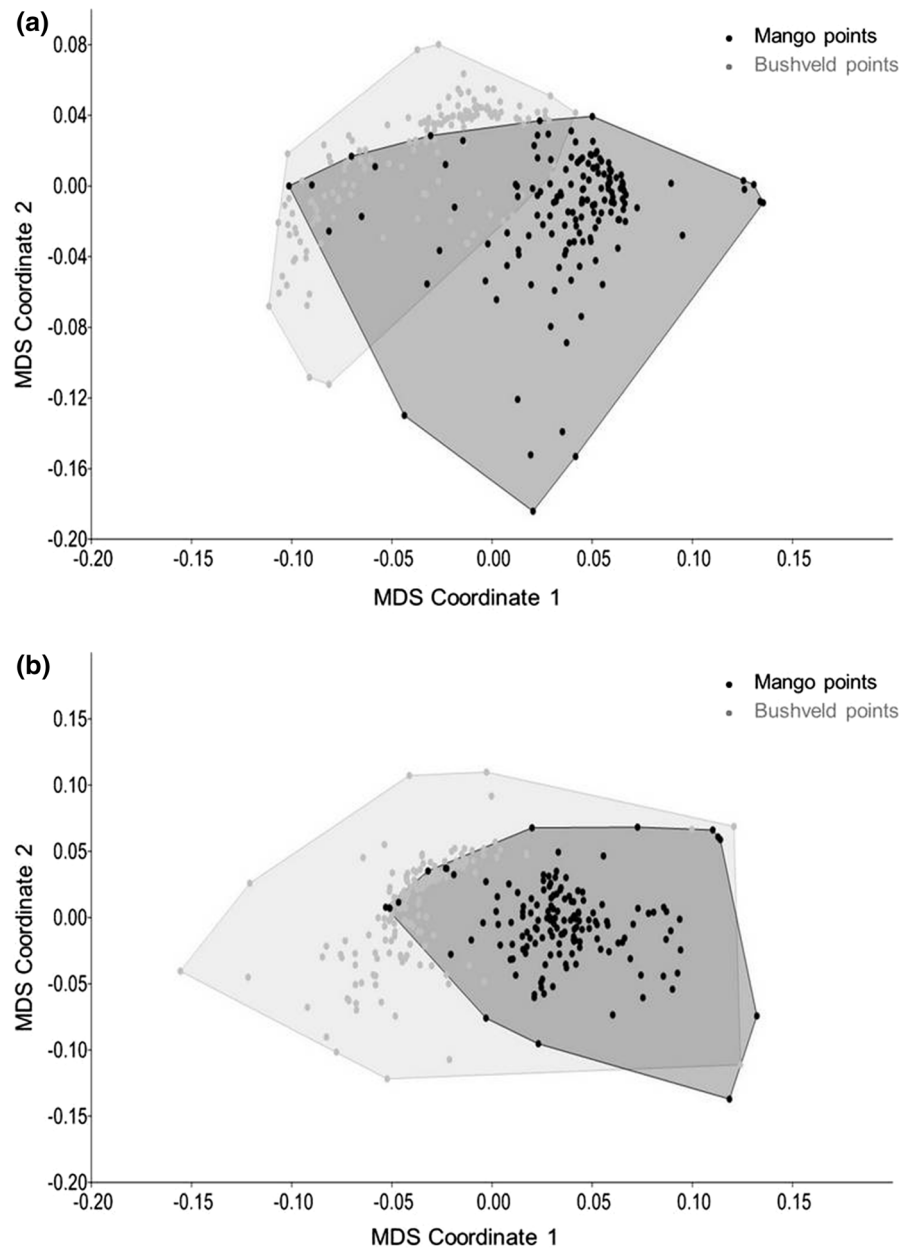 (a)
Mango points
Bushveld points
0.08
0.04
0.00
-0.04
-0.08
-0.12
-0.16
-0.20
MDS Coordinate 2
-0.20 -0.15 -0.10 -0.05 0.00 0.05 0.10 0.15
MDS Coordinate 1
(b)
Mango points
Bushveld points
0.15
0.10
0.05
0.00
-0.05
-0.10
-0.15
-0.20
MDS Coordinate 2
-0.20 -0.15 -0.10 -0.05 0.00 0.05 0.10 0.15
MDS Coordinate 1